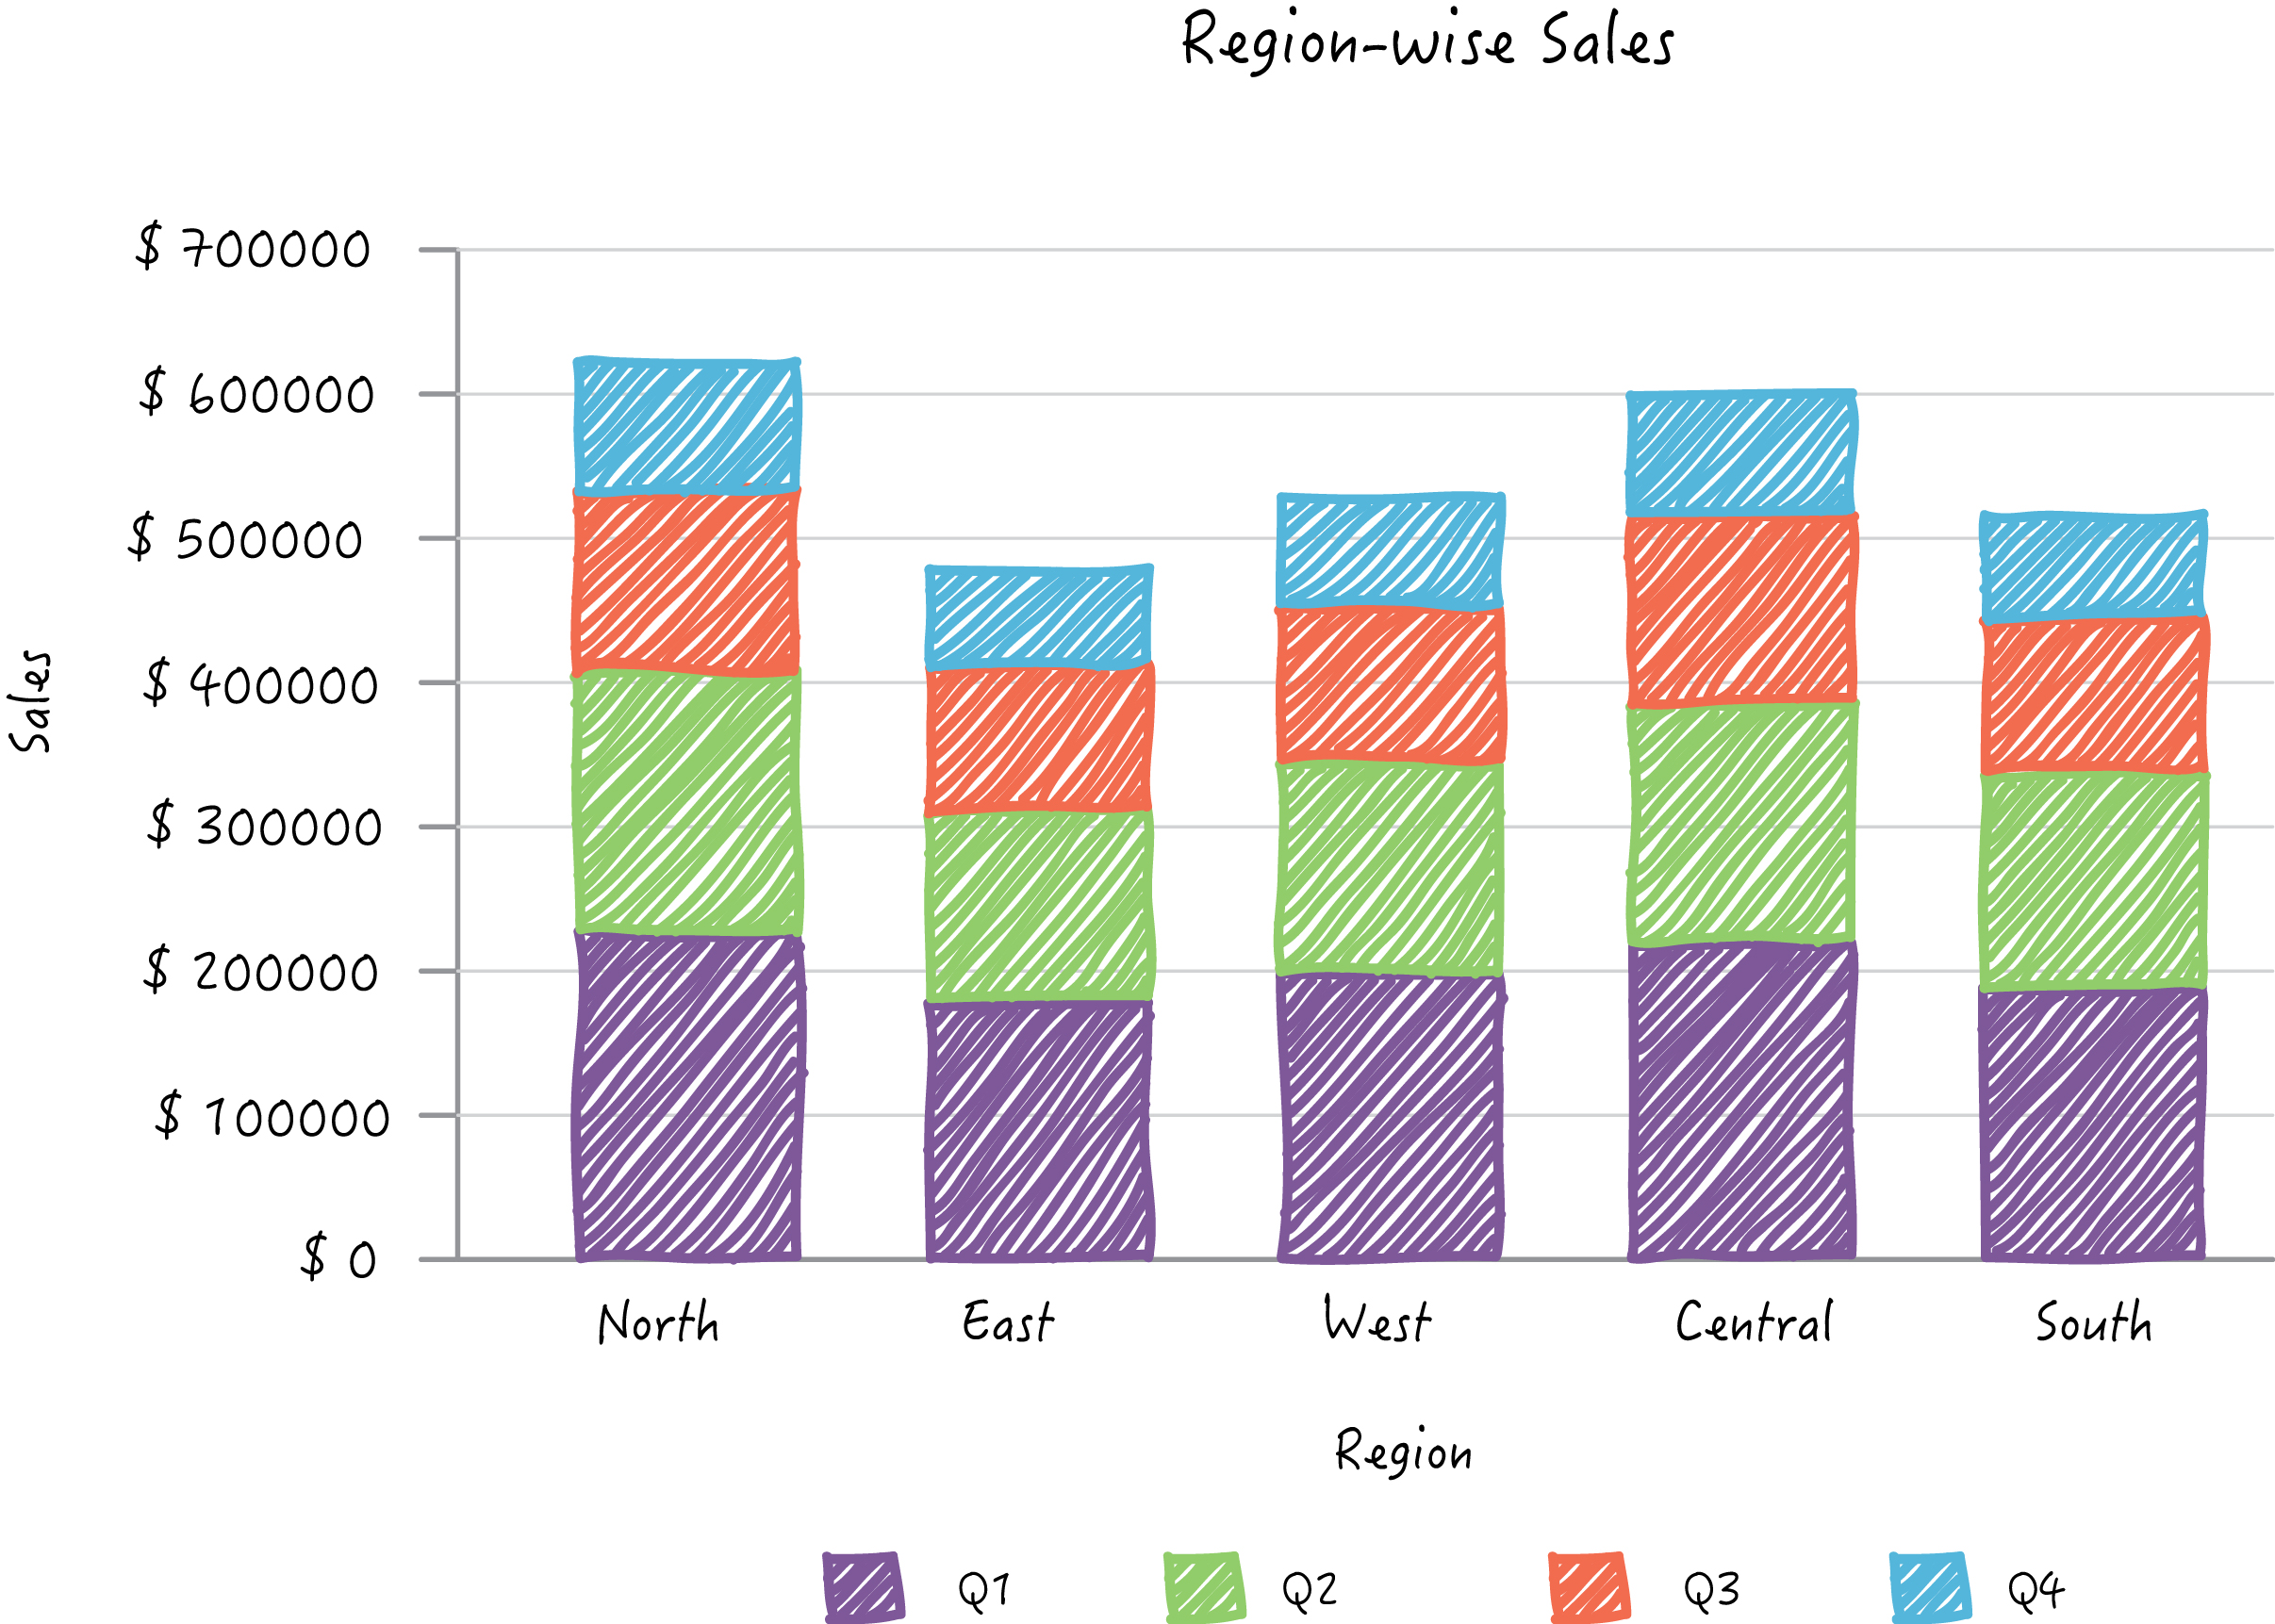 Region-wise Sales
$ 700000
$ 600000
$ 500000
$ 400000
$ 300000
$ 200000
$ 100000
$ 0
Sales
North East West Central South
Region
Q1 Q2 Q3 Q4